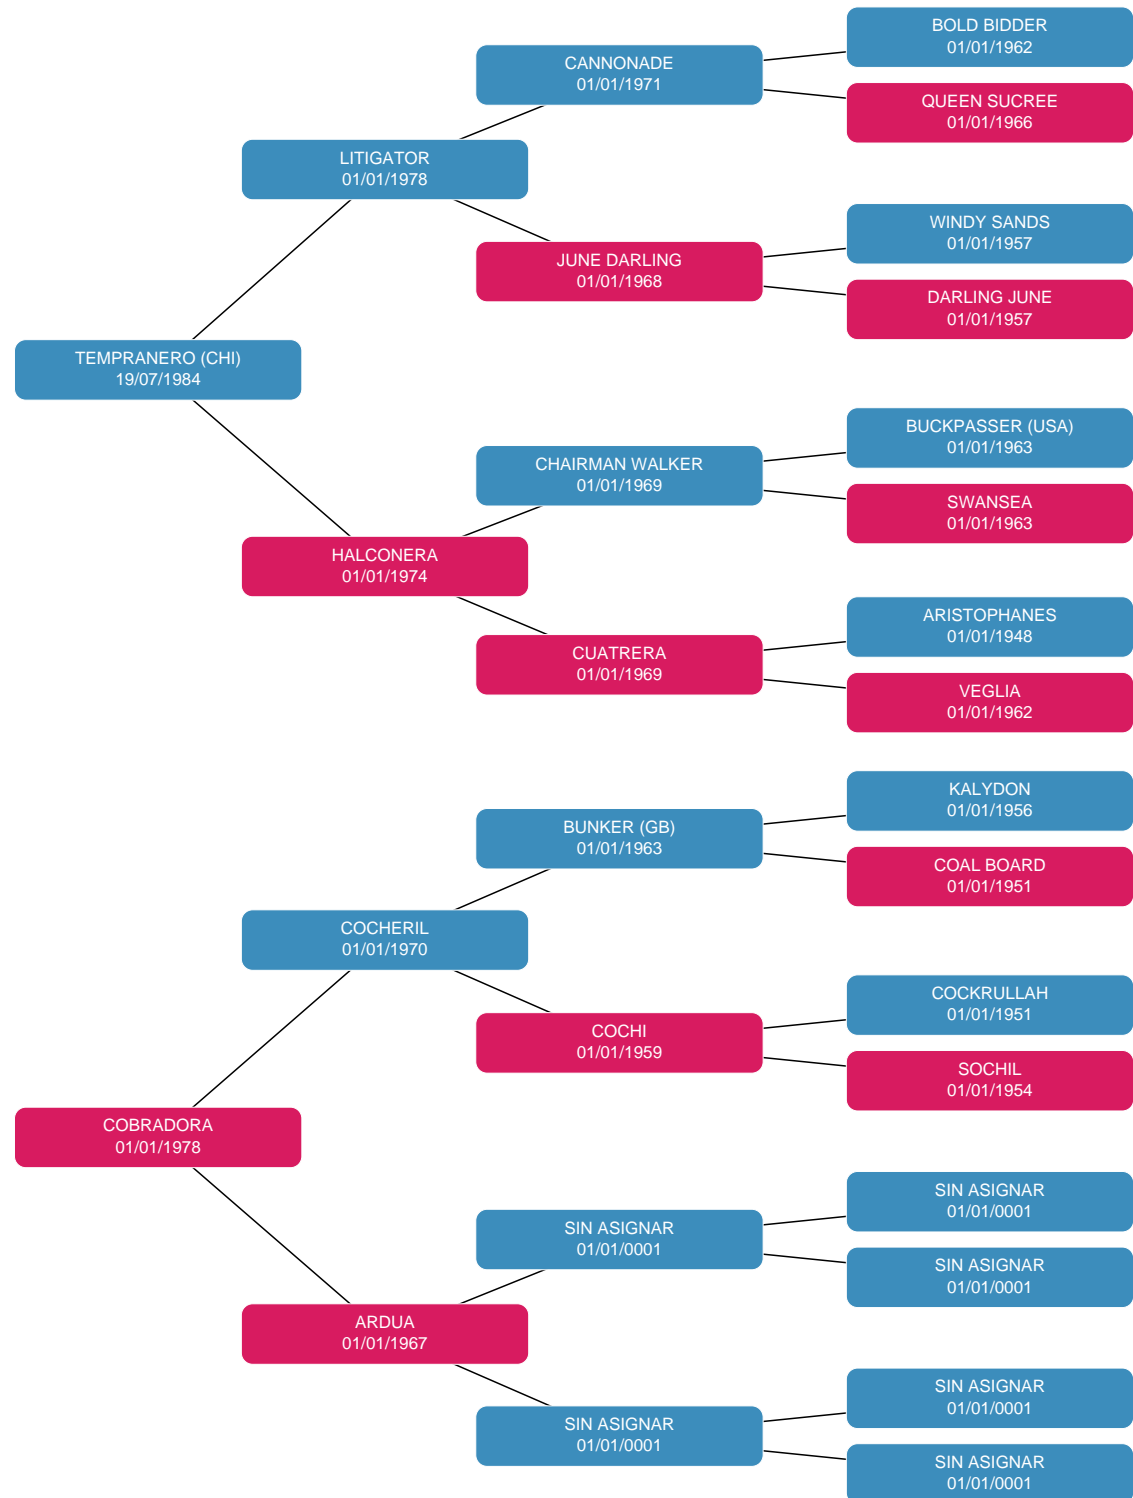 BOLD BIDDER
01/01/1962
CANNONADE
01/01/1971
QUEEN SUCREE
01/01/1966
LITIGATOR
01/01/1978
WINDY SANDS
01/01/1957
JUNE DARLING
01/01/1968
DARLING JUNE
01/01/1957
TEMPRANERO (CHI)
19/07/1984
BUCKPASSER (USA)
01/01/1963
CHAIRMAN WALKER
01/01/1969
SWANSEA
01/01/1963
HALCONERA
01/01/1974
ARISTOPHANES
01/01/1948
CUATRERA
01/01/1969
VEGLIA
01/01/1962
KALYDON
01/01/1956
BUNKER (GB)
01/01/1963
COAL BOARD
01/01/1951
COCHERIL
01/01/1970
COCKRULLAH
01/01/1951
COCHI
01/01/1959
SOCHIL
01/01/1954
COBRADORA
01/01/1978
SIN ASIGNAR
01/01/0001
SIN ASIGNAR
01/01/0001
SIN ASIGNAR
01/01/0001
ARDUA
01/01/1967
SIN ASIGNAR
01/01/0001
SIN ASIGNAR
01/01/0001
SIN ASIGNAR
01/01/0001